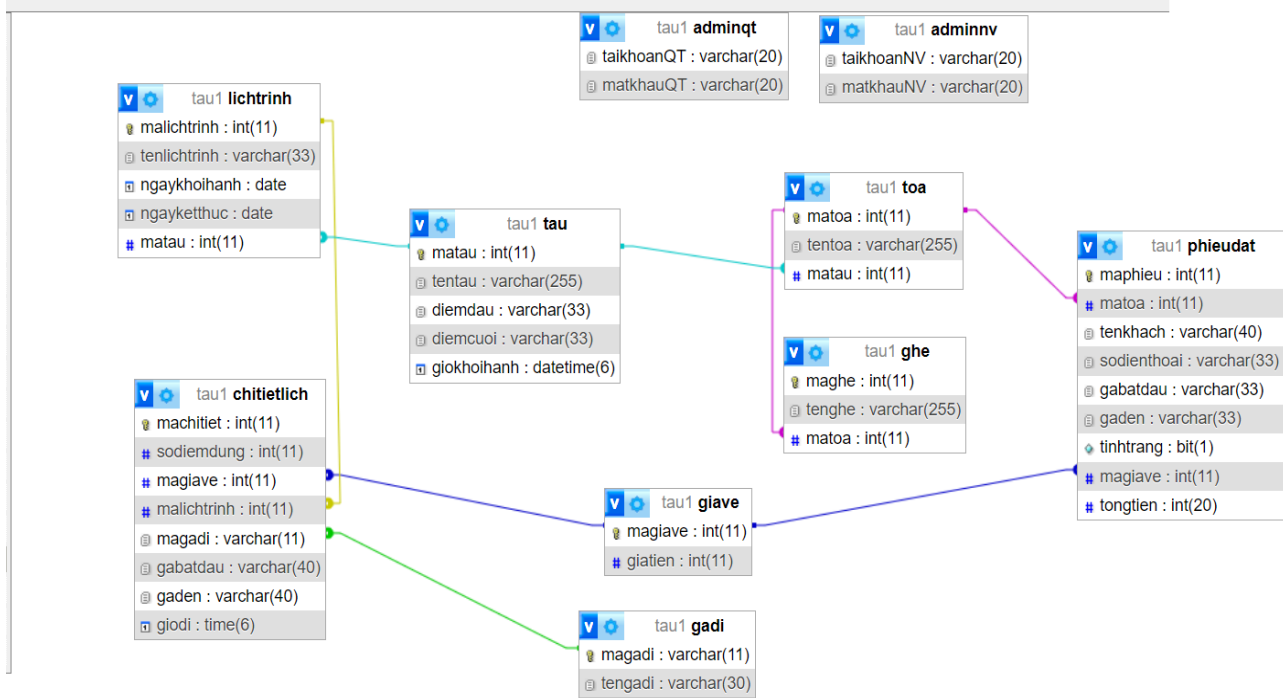 tau1 adminqt
taikhoanQT : varchar(20)
matkhauQT : varchar(20)
tau1 adminnv
taikhoanNV : varchar(20)
matkhauNV : varchar(20)
tau1 lichtrinh
malichtrinh : int(11)
tenlichtrinh : varchar(33)
ngaykhoihanh : date
ngayketthuc : date
matau : int(11)
tau1 tau
matau : int(11)
tentau : varchar(255)
diemdau : varchar(33)
diemcuoi : varchar(33)
giokhoihanh : datetime(6)
tau1 toa
matoa : int(11)
tentoa : varchar(255)
matau : int(11)
tau1 phieudat
maphieu : int(11)
matoa : int(11)
tenkhach : varchar(40)
sodienthoai : varchar(33)
gabatdau : varchar(33)
gaden : varchar(33)
tinhtrang : bit(1)
magiave : int(11)
tongtien : int(20)
tau1 ghe
maghe : int(11)
tenghe : varchar(255)
matoa : int(11)
tau1 chitietlich
machitiet : int(11)
sodiemdung : int(11)
magiave : int(11)
malichtrinh : int(11)
magadi : varchar(11)
gabatdau : varchar(40)
gaden : varchar(40)
giodi : time(6)
tau1 giave
magiave : int(11)
giatien : int(11)
tau1 gadi
magadi : varchar(11)
tengadi : varchar(30)